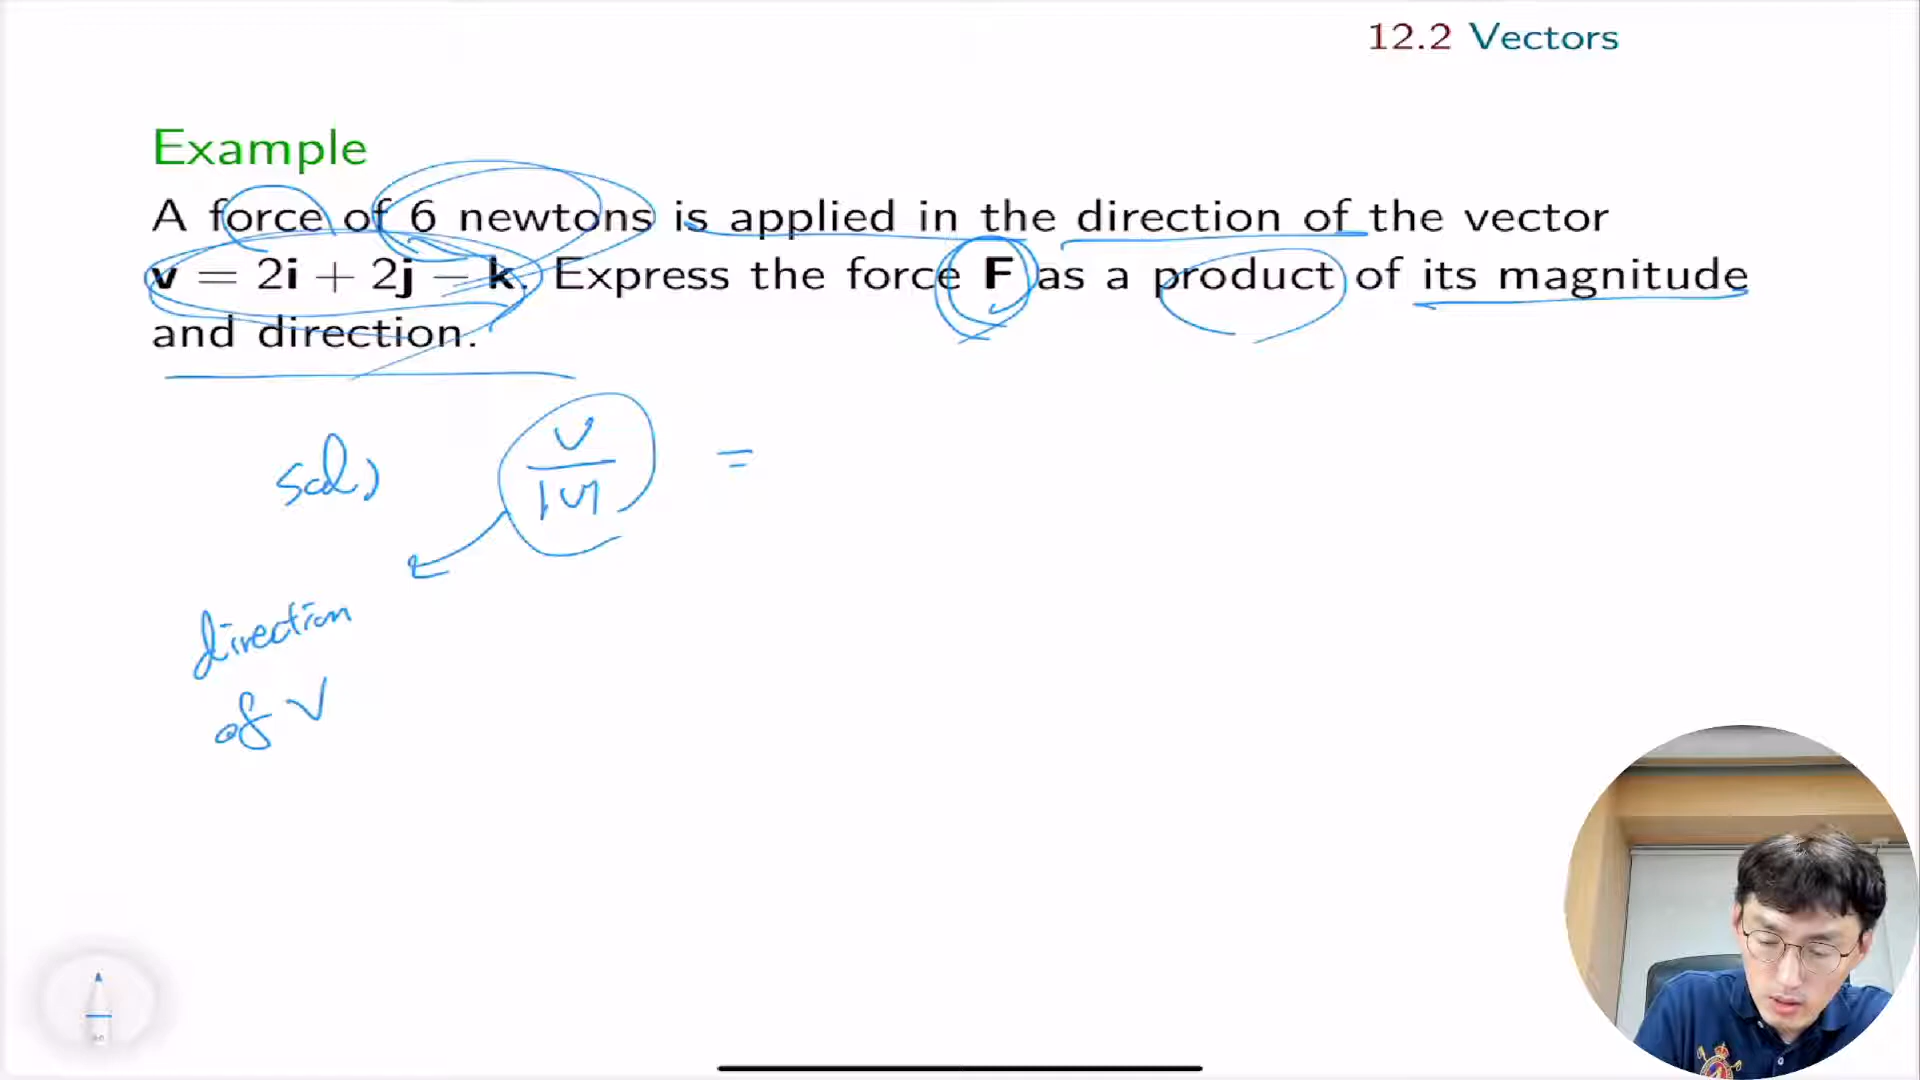 12.2 Vectors
Example
A force of 6 newtons is applied in the direction of the vector
v = 2i + 2j − k. Express the force F as a product of its magnitude
and direction.
sol) v/|v| =
direction
of v